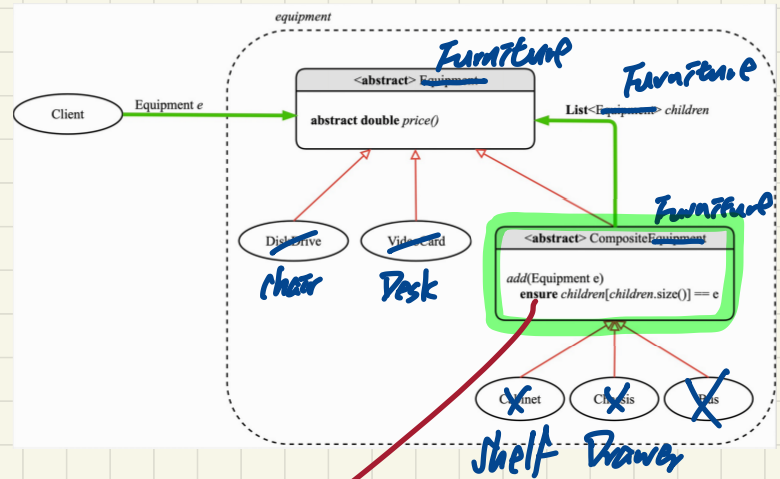 equipment
Furniture
<abstract> Equipment
Furniture
Client
Equipment e
List<Equipment> children
abstract double price()
Furniture
DiskDrive
VideoCard
<abstract> CompositeEquipment
Chair
Desk
add(Equipment e)
ensure children[children.size()] == e
Cabinet
Chassis
Bus
Shelf Drawer